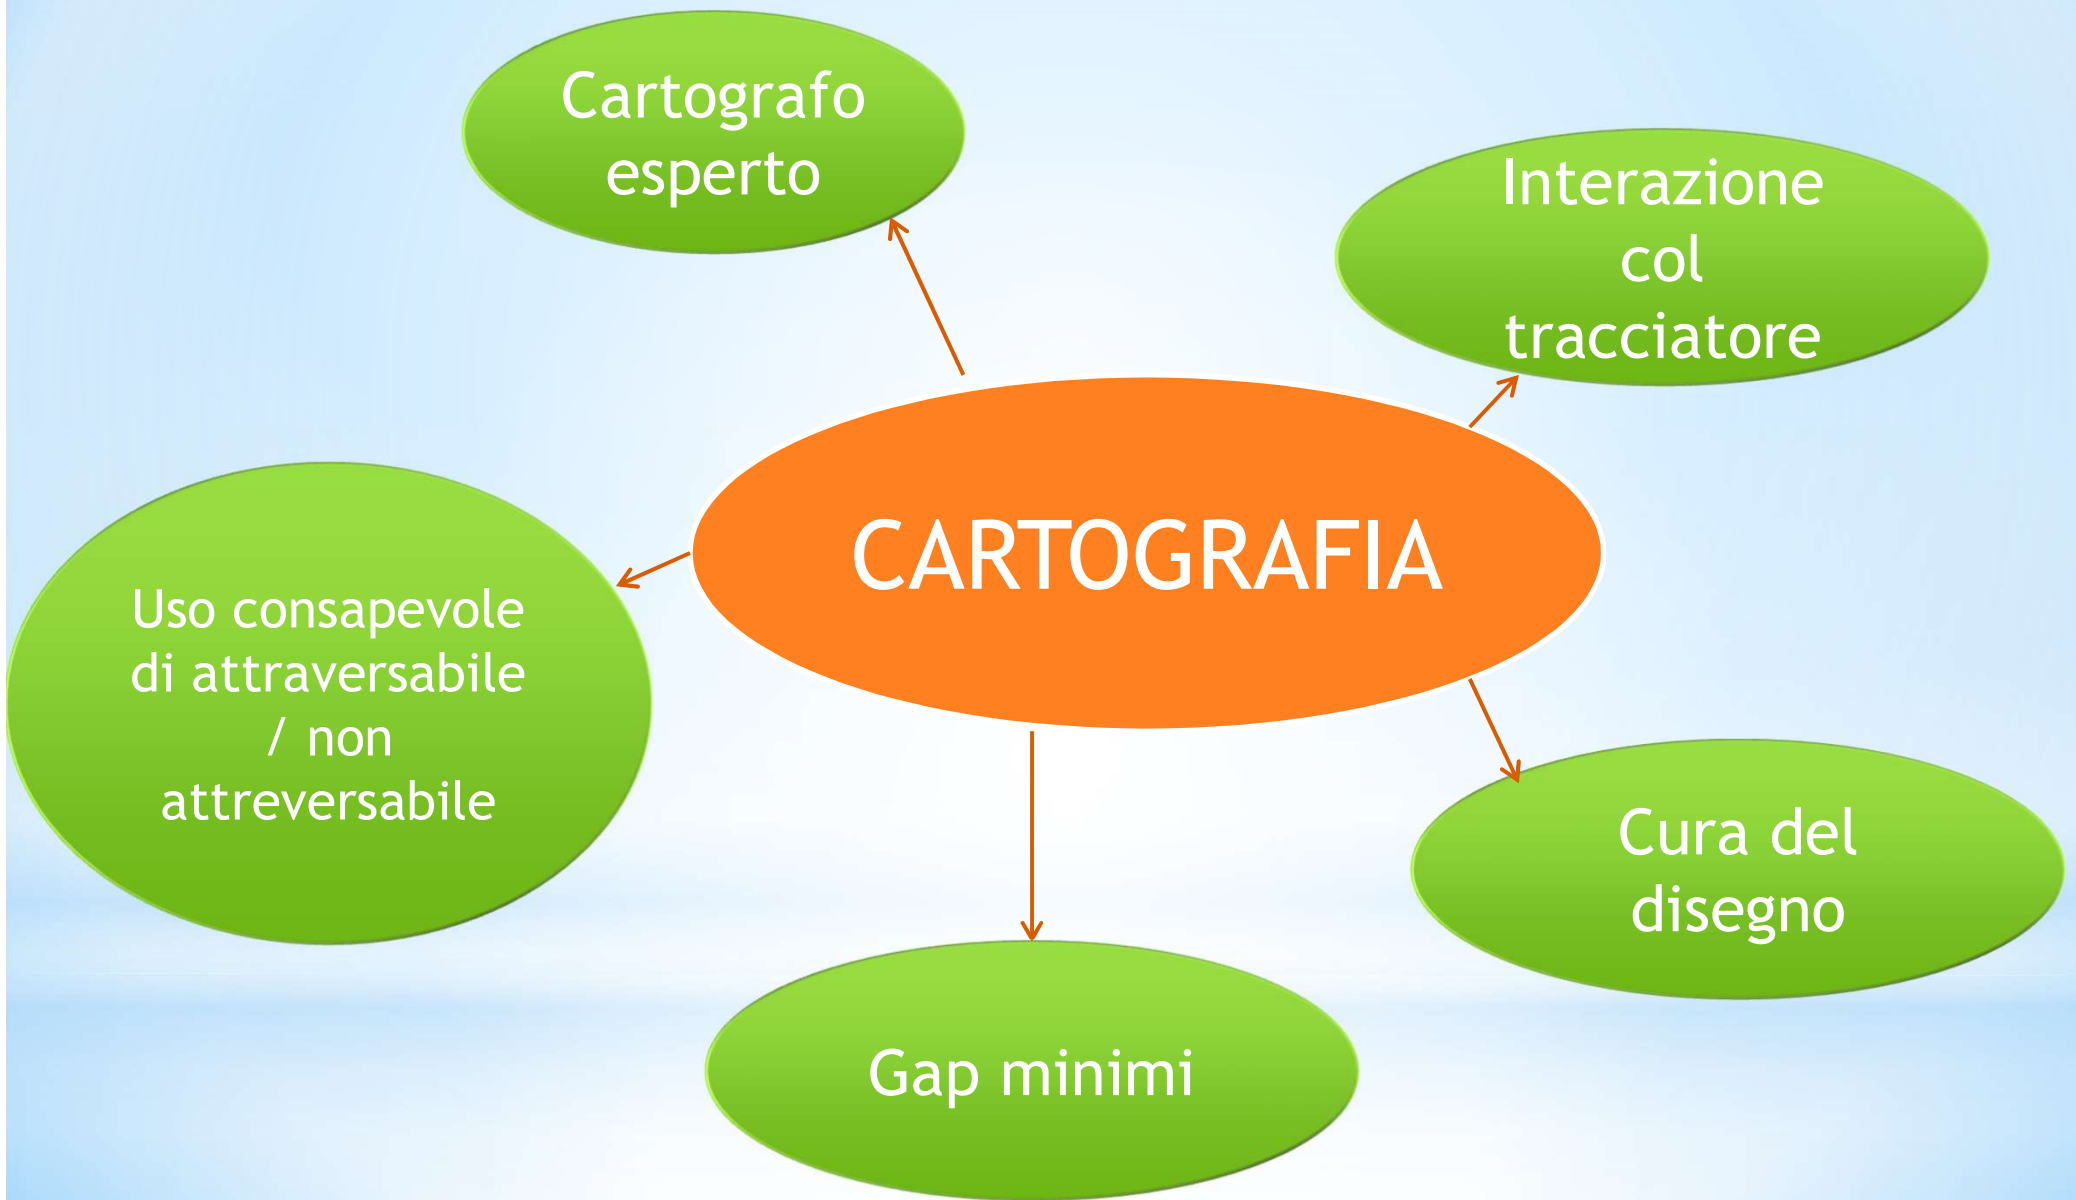 Cartografo
esperto
Interazione
col
tracciatore
CARTOGRAFIA
Uso consapevole
di attraversabile
/ non
attreversabile
Cura del
disegno
Gap minimi